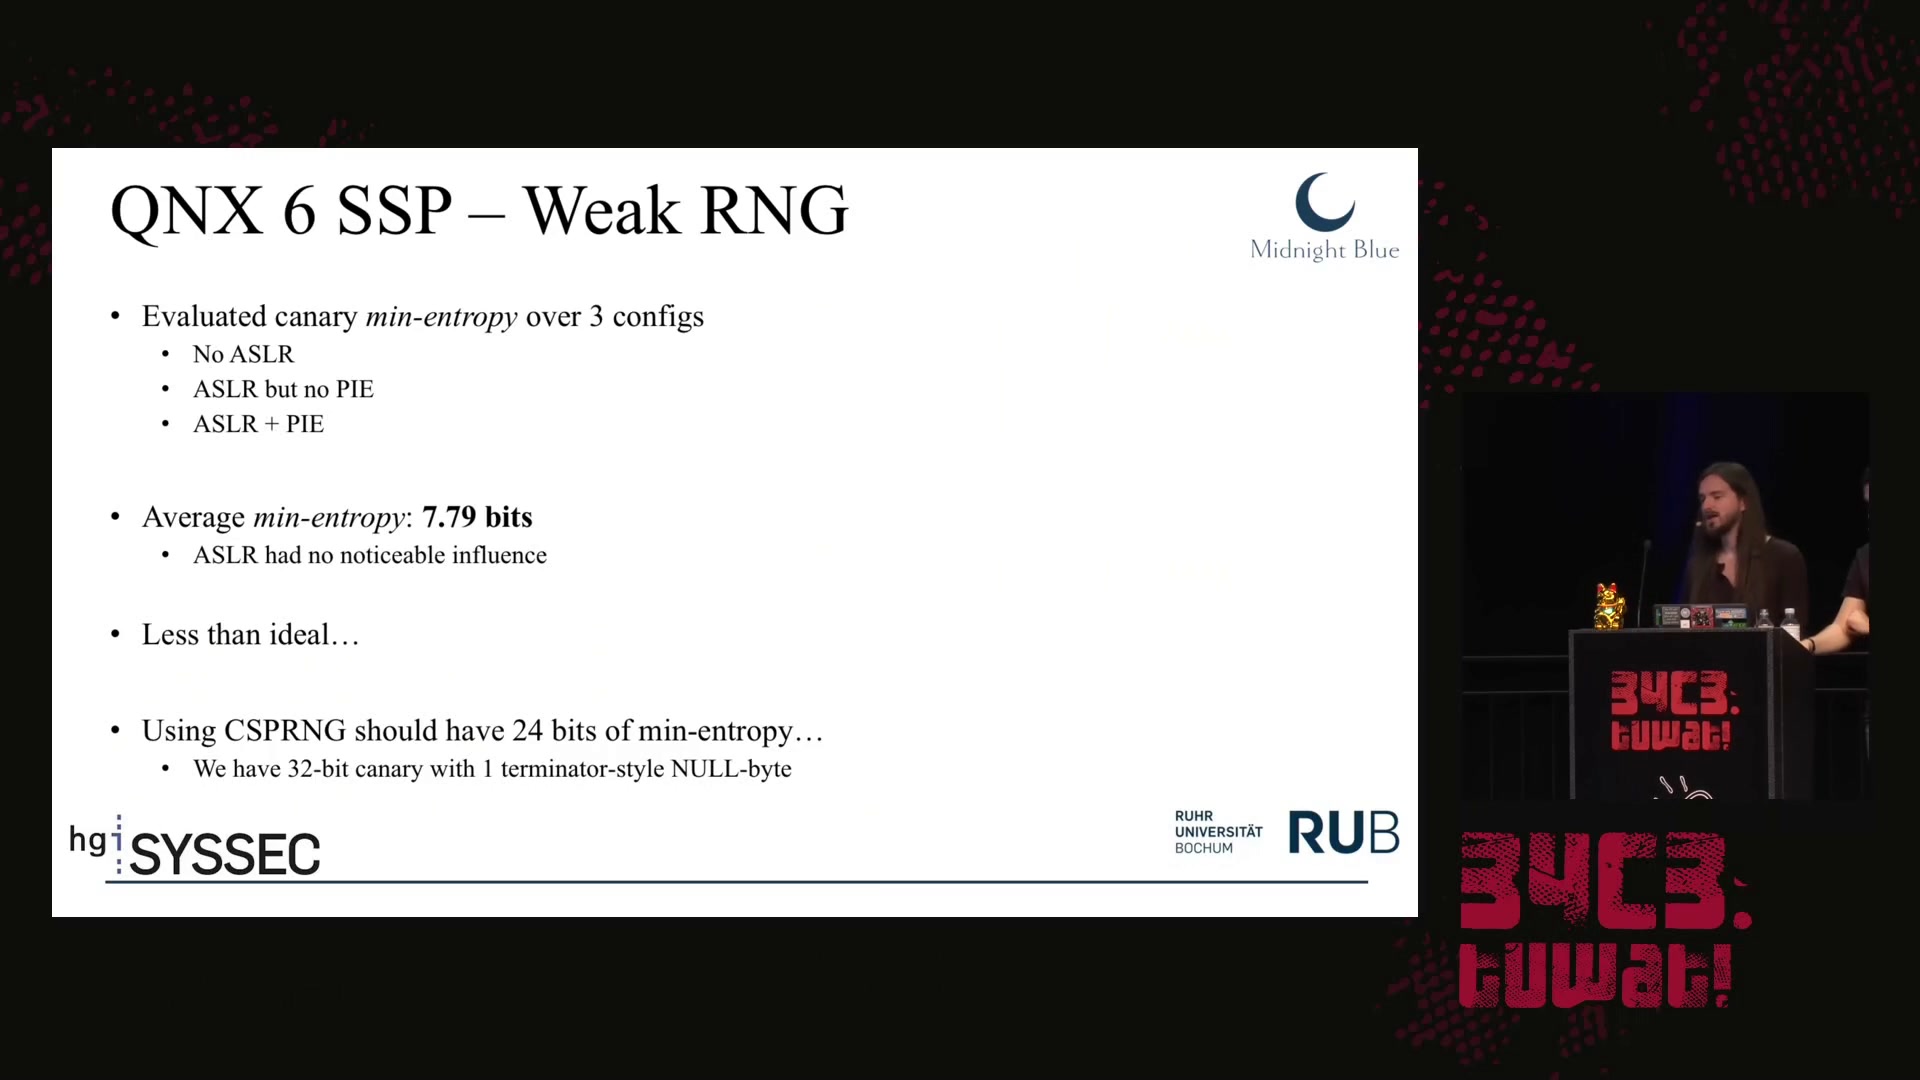 QNX 6 SSP – Weak RNG
Midnight Blue
• Evaluated canary min-entropy over 3 configs
• No ASLR
• ASLR but no PIE
• ASLR + PIE
• Average min-entropy: 7.79 bits
• ASLR had no noticeable influence
• Less than ideal…
• Using CSPRNG should have 24 bits of min-entropy…
• We have 32-bit canary with 1 terminator-style NULL-byte
hgi SYSSEC
RUHR
UNIVERSITÄT
BOCHUM
RUB
34C3.
tuwat!
34C3.
tuwat!